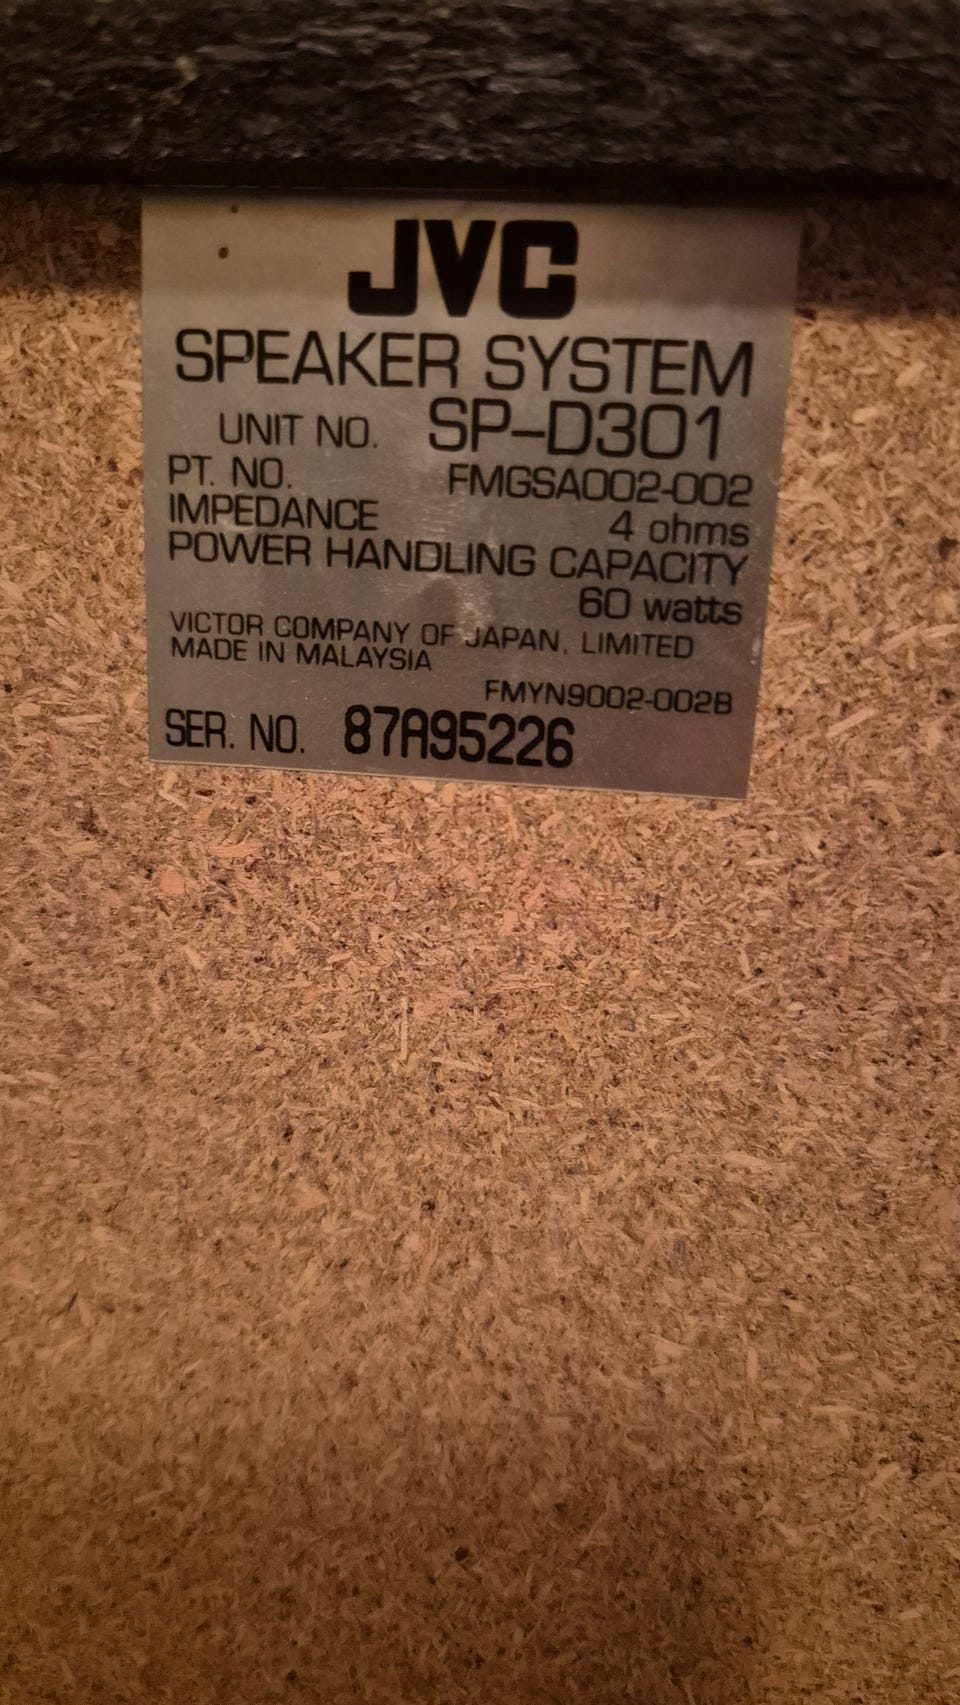 JVC
SPEAKER SYSTEM
UNIT NO. SP-D301
PT. NO. FMGSA002-002
IMPEDANCE 4 ohms
POWER HANDLING CAPACITY
60 watts
VICTOR COMPANY OF JAPAN, LIMITED
MADE IN MALAYSIA
FMYN9002-002B
SER. NO. 87A95226